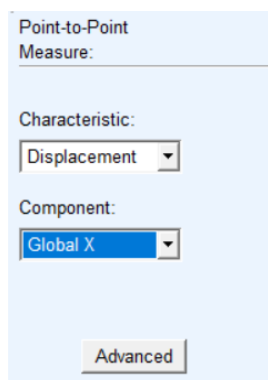 Point-to-Point
Measure:
Characteristic:
Displacement
Component:
Global X
Advanced